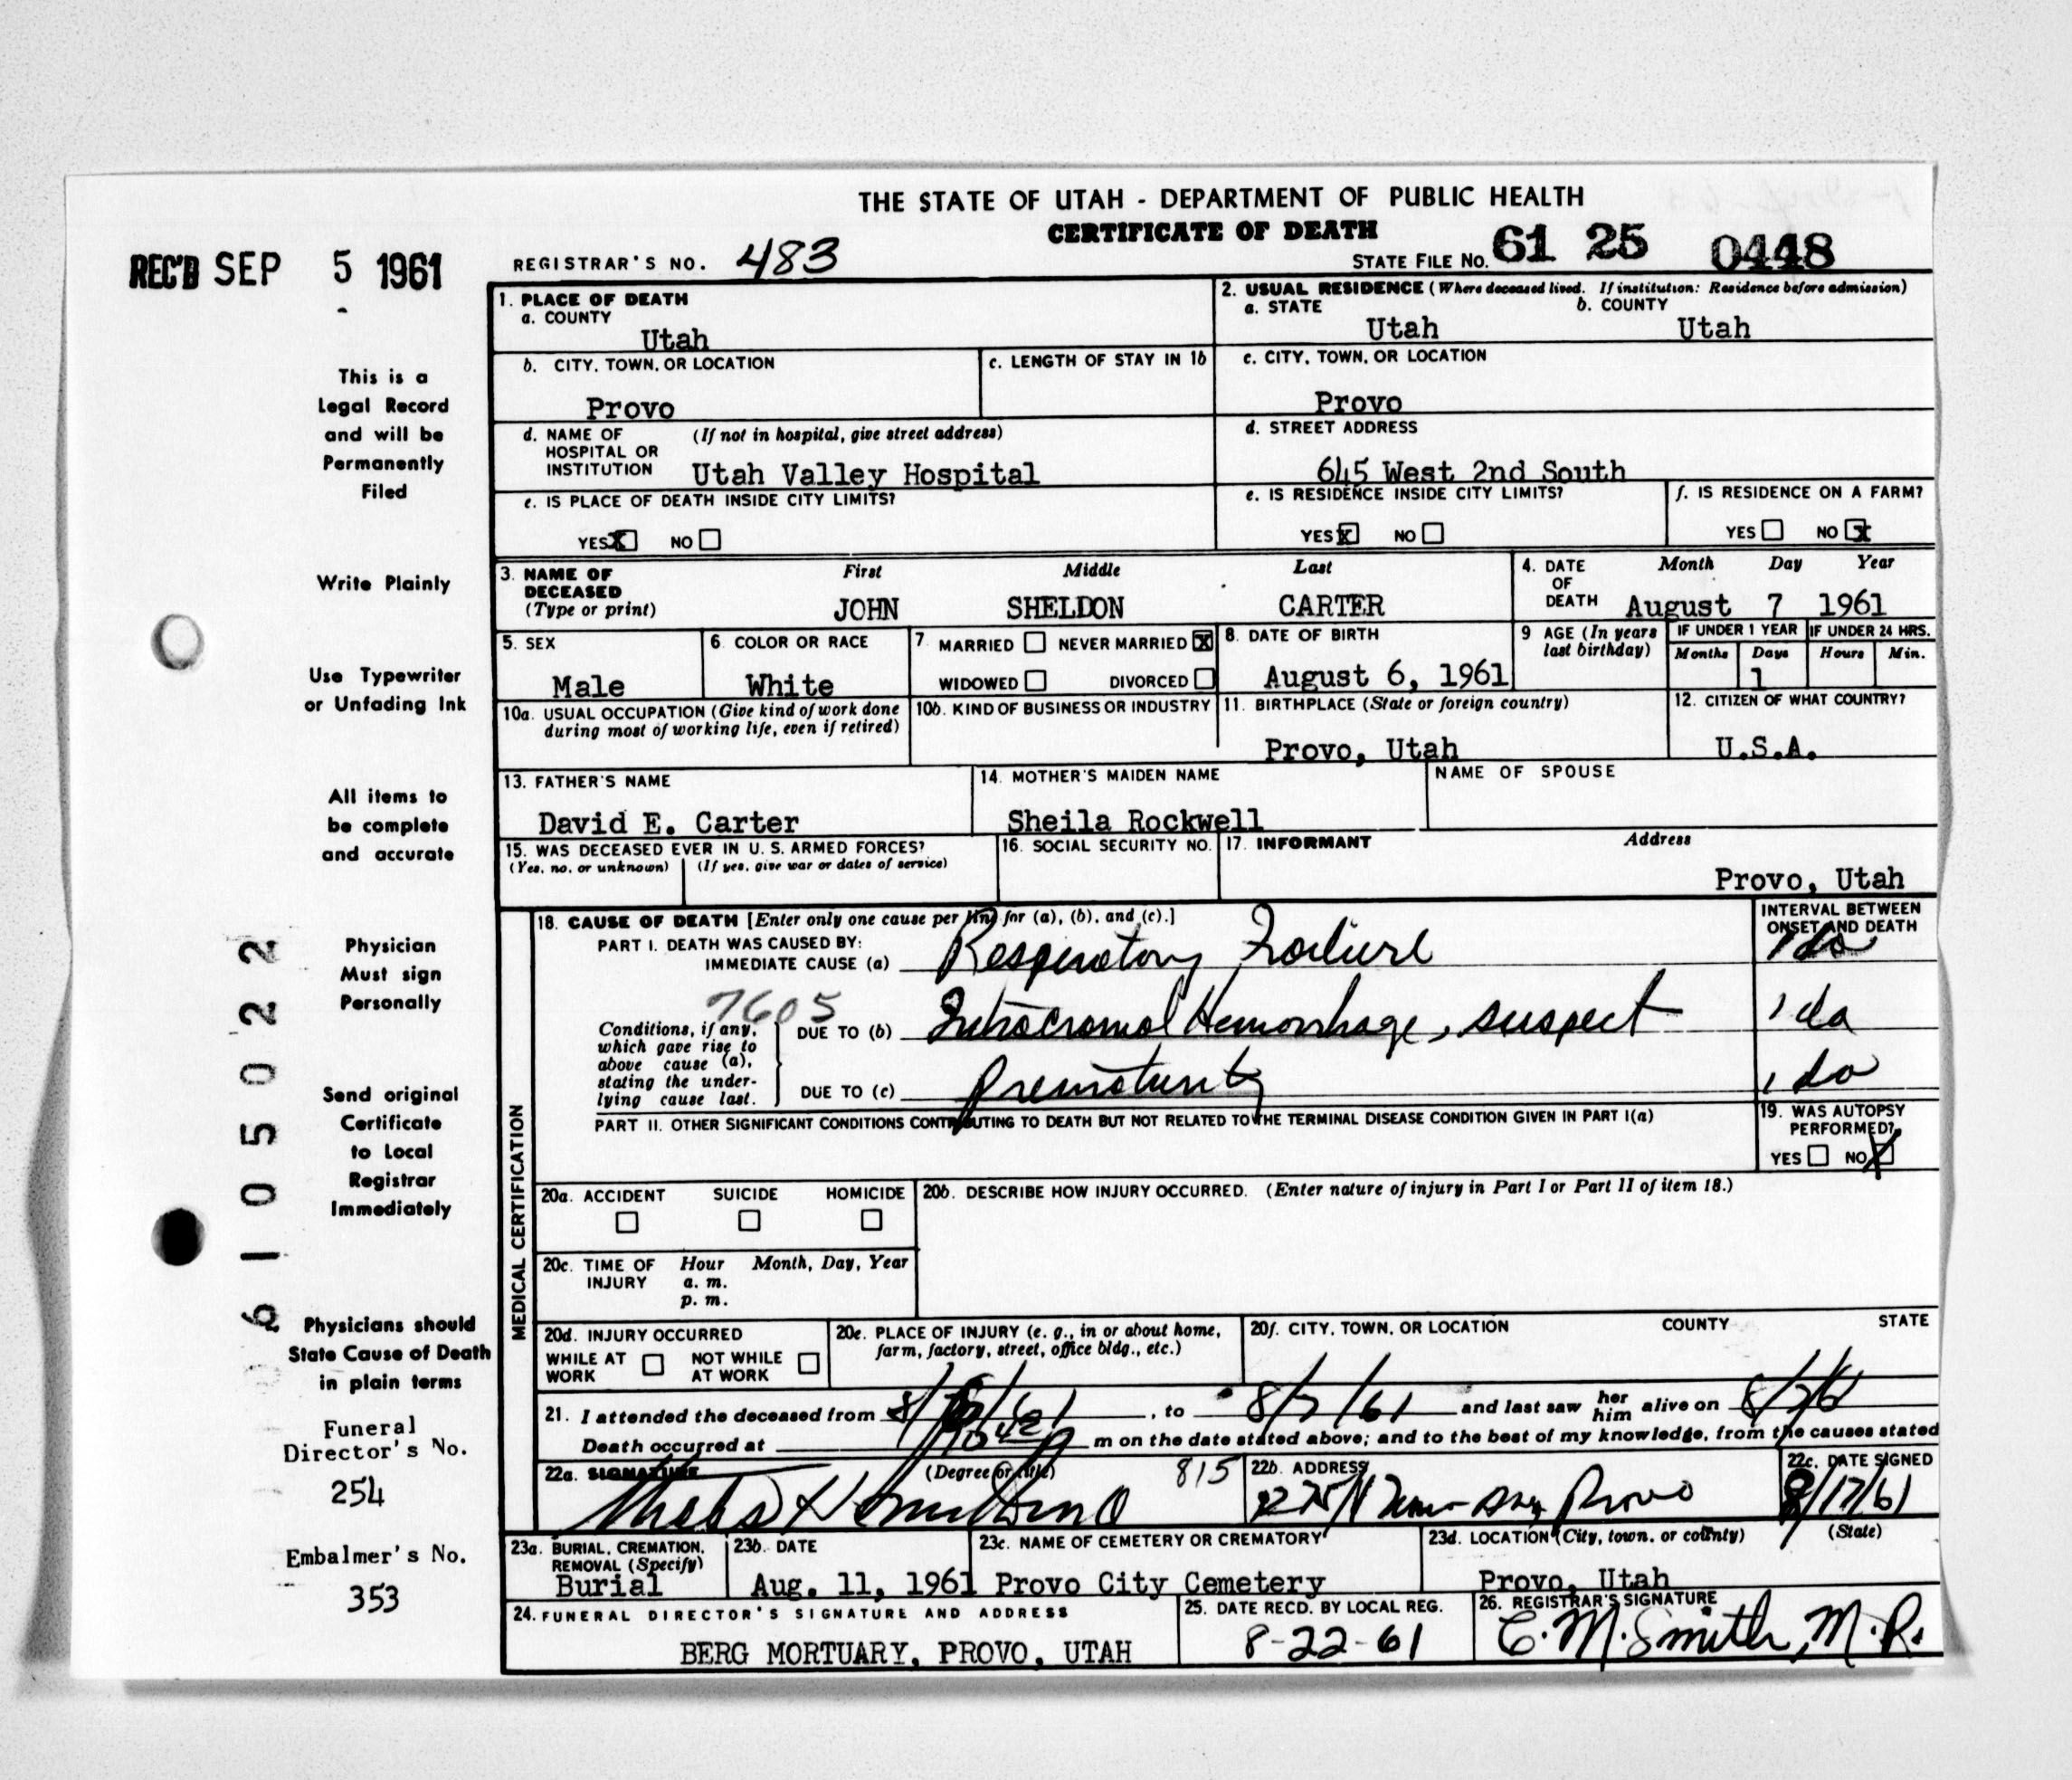 THE STATE OF UTAH - DEPARTMENT OF PUBLIC HEALTH
CERTIFICATE OF DEATH
REC'D SEP 5 1961
REGISTRAR'S NO. 483
STATE FILE NO. 61 25 0448
1. PLACE OF DEATH
a. COUNTY
Utah
2. USUAL RESIDENCE (Where deceased lived. If institution: Residence before admission)
a. STATE b. COUNTY
Utah Utah
b. CITY, TOWN, OR LOCATION
Provo
c. LENGTH OF STAY IN 1b
c. CITY, TOWN, OR LOCATION
Provo
d. NAME OF (If not in hospital, give street address)
HOSPITAL OR
INSTITUTION Utah Valley Hospital
d. STREET ADDRESS
645 West 2nd South
e. IS PLACE OF DEATH INSIDE CITY LIMITS?
YES X NO
e. IS RESIDENCE INSIDE CITY LIMITS?
YES X NO
f. IS RESIDENCE ON A FARM?
YES NO X
3. NAME OF First Middle Last
DECEASED
(Type or print) JOHN SHELDON CARTER
4. DATE Month Day Year
OF
DEATH August 7 1961
5. SEX
Male
6. COLOR OR RACE
White
7. MARRIED NEVER MARRIED X
WIDOWED DIVORCED
8. DATE OF BIRTH
August 6, 1961
9 AGE (In years
last birthday)
IF UNDER 1 YEAR
Months Days
1
IF UNDER 24 HRS.
Hours Min.
10a. USUAL OCCUPATION (Give kind of work done
during most of working life, even if retired)
10b. KIND OF BUSINESS OR INDUSTRY
11. BIRTHPLACE (State or foreign country)
Provo, Utah
12. CITIZEN OF WHAT COUNTRY?
U.S.A.
13. FATHER'S NAME
David E. Carter
14. MOTHER'S MAIDEN NAME
Sheila Rockwell
NAME OF SPOUSE
15. WAS DECEASED EVER IN U. S. ARMED FORCES?
(Yes, no, or unknown) (If yes, give war or dates of service)
16. SOCIAL SECURITY NO.
17. INFORMANT Address
Provo, Utah
MEDICAL CERTIFICATION
18. CAUSE OF DEATH [Enter only one cause per line for (a), (b), and (c).]
PART I. DEATH WAS CAUSED BY:
IMMEDIATE CAUSE (a) Respiratory Failure
INTERVAL BETWEEN
ONSET AND DEATH
1 da
7605
Conditions, if any,
which gave rise to
above cause (a),
stating the under-
lying cause last.
DUE TO (b) Intracranial Hemorrhage, suspect 1 da
DUE TO (c) Prematurity 1 da
PART II. OTHER SIGNIFICANT CONDITIONS CONTRIBUTING TO DEATH BUT NOT RELATED TO THE TERMINAL DISEASE CONDITION GIVEN IN PART I(a)
19. WAS AUTOPSY
PERFORMED?
YES NO X
20a. ACCIDENT SUICIDE HOMICIDE
20b. DESCRIBE HOW INJURY OCCURRED. (Enter nature of injury in Part I or Part II of item 18.)
20c. TIME OF Hour Month, Day, Year
INJURY a. m.
p. m.
20d. INJURY OCCURRED
WHILE AT NOT WHILE
WORK AT WORK
20e. PLACE OF INJURY (e. g., in or about home,
farm, factory, street, office bldg., etc.)
20f. CITY, TOWN, OR LOCATION COUNTY STATE
21. I attended the deceased from 8/6/61, to 8/7/61 and last saw her him alive on 8/7/61
Death occurred at m on the date stated above; and to the best of my knowledge, from the causes stated
22a. SIGNATURE (Degree or title) 815
22b. ADDRESS
Provo
22c. DATE SIGNED
8/17/61
23a. BURIAL, CREMATION,
REMOVAL (Specify)
Burial
23b. DATE
Aug. 11, 1961
23c. NAME OF CEMETERY OR CREMATORY
Provo City Cemetery
23d. LOCATION (City, town, or county) (State)
Provo, Utah
24. FUNERAL DIRECTOR'S SIGNATURE AND ADDRESS
BERG MORTUARY, PROVO, UTAH
25. DATE RECD. BY LOCAL REG.
8-22-61
26. REGISTRAR'S SIGNATURE
C. M. Smith, M.D.
This is a
Legal Record
and will be
Permanently
Filed
Write Plainly
Use Typewriter
or Unfading Ink
All items to
be complete
and accurate
Physician
Must sign
Personally
Send original
Certificate
to Local
Registrar
Immediately
Physicians should
State Cause of Death
in plain terms
Funeral
Director's No.
254
Embalmer's No.
353
61 05022